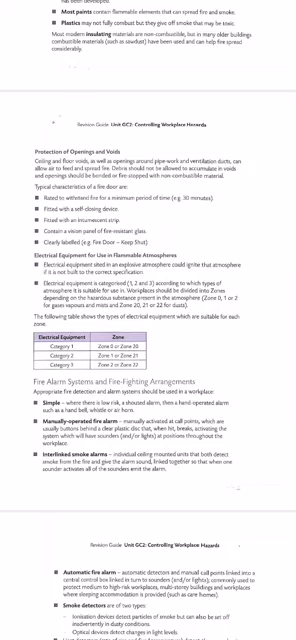 has been developed.
Most paints contain flammable elements that can spread fire and smoke.
Plastics may not fully combust but they give off smoke that may be toxic.
Most modern insulating materials are non-combustible, but in many older buildings
combustible materials (such as sawdust) have been used and can help fire spread
considerably.
Revision Guide Unit GC2: Controlling Workplace Hazards
Protection of Openings and Voids
Ceiling and floor voids, as well as openings around pipe-work and ventilation ducts, can
allow air to feed and spread fire. Debris should not be allowed to accumulate in voids
and openings should be bonded or fire-stopped with non-combustible material.
Typical characteristics of a fire door are:
Rated to withstand fire for a minimum period of time (e.g. 30 minutes).
Fitted with a self-closing device.
Fitted with an intumescent strip.
Contain a vision panel of fire-resistant glass.
Clearly labelled (e.g. Fire Door – Keep Shut).
Electrical Equipment for Use in Flammable Atmospheres
Electrical equipment sited in an explosive atmosphere could ignite that atmosphere
if it is not built to the correct specification.
Electrical equipment is categorised (1, 2 and 3) according to which types of
atmosphere it is suitable for use in. Workplaces should be divided into Zones
depending on the hazardous substance present in the atmosphere (Zone 0, 1 or 2
for gases vapours and mists and Zone 20, 21 or 22 for dusts).
The following table shows the types of electrical equipment which are suitable for each
zone:
Electrical Equipment Zone
Category 1 Zone 0 or Zone 20
Category 2 Zone 1 or Zone 21
Category 3 Zone 2 or Zone 22
Fire Alarm Systems and Fire-Fighting Arrangements
Appropriate fire detection and alarm systems should be used in a workplace:
Simple – where there is low risk, a shouted alarm, then a hand-operated alarm
such as a hand bell, whistle or air horn.
Manually-operated fire alarm – manually activated at call points, which are
usually buttons behind a clear plastic disc that, when hit, breaks, activating the
system which will have sounders (and/or lights) at positions throughout the
workplace.
Interlinked smoke alarms – individual ceiling mounted units that both detect
smoke from the fire and give the alarm sound, linked together so that when one
sounder activates all of the sounders emit the alarm.
Revision Guide Unit GC2: Controlling Workplace Hazards
Automatic fire alarm – automatic detectors and manual call points linked into a
central control box linked in turn to sounders (and/or lights); commonly used to
protect medium to high-risk workplaces, multi-storey buildings and workplaces
where sleeping accommodation is provided (such as care homes).
Smoke detectors are of two types:
– Ionisation devices detect particles of smoke but can also be set off
inadvertently in dusty conditions.
Optical devices detect changes in light levels.